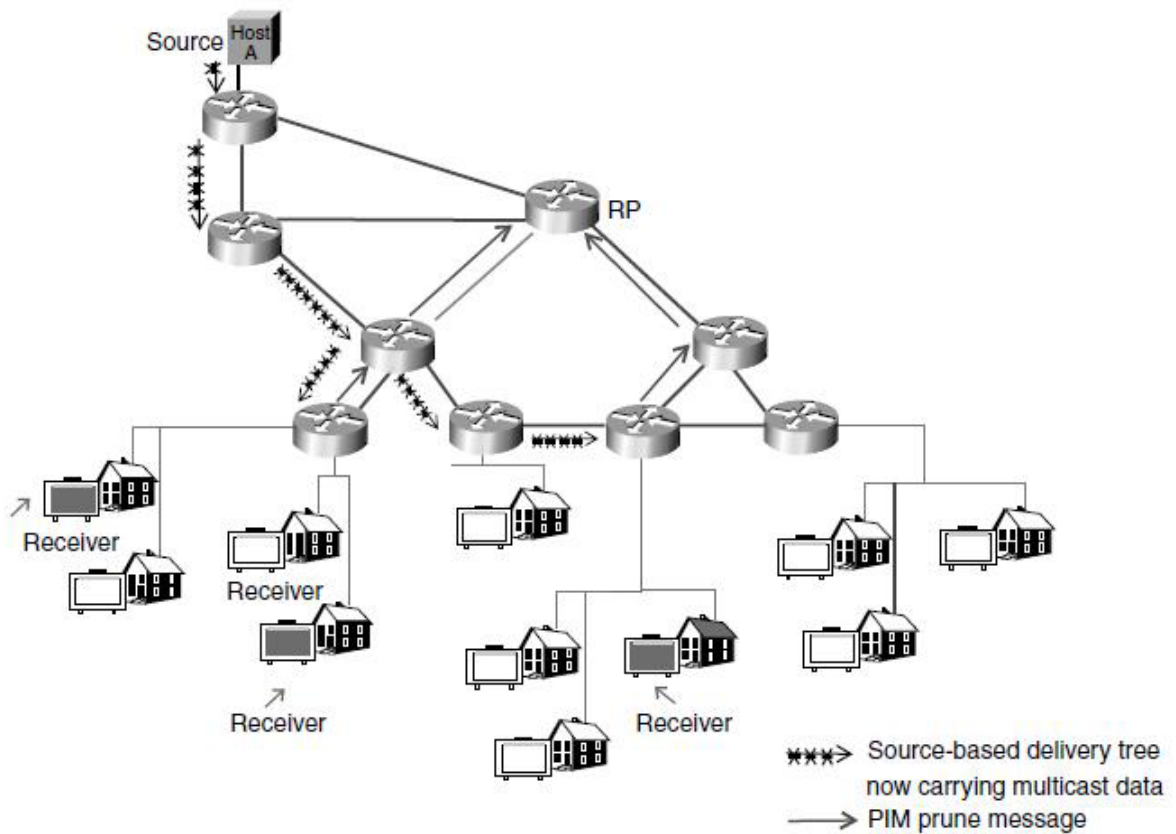 Source
Host
A
RP
Receiver
Receiver
Receiver
Receiver
Source-based delivery tree
now carrying multicast data
PIM prune message